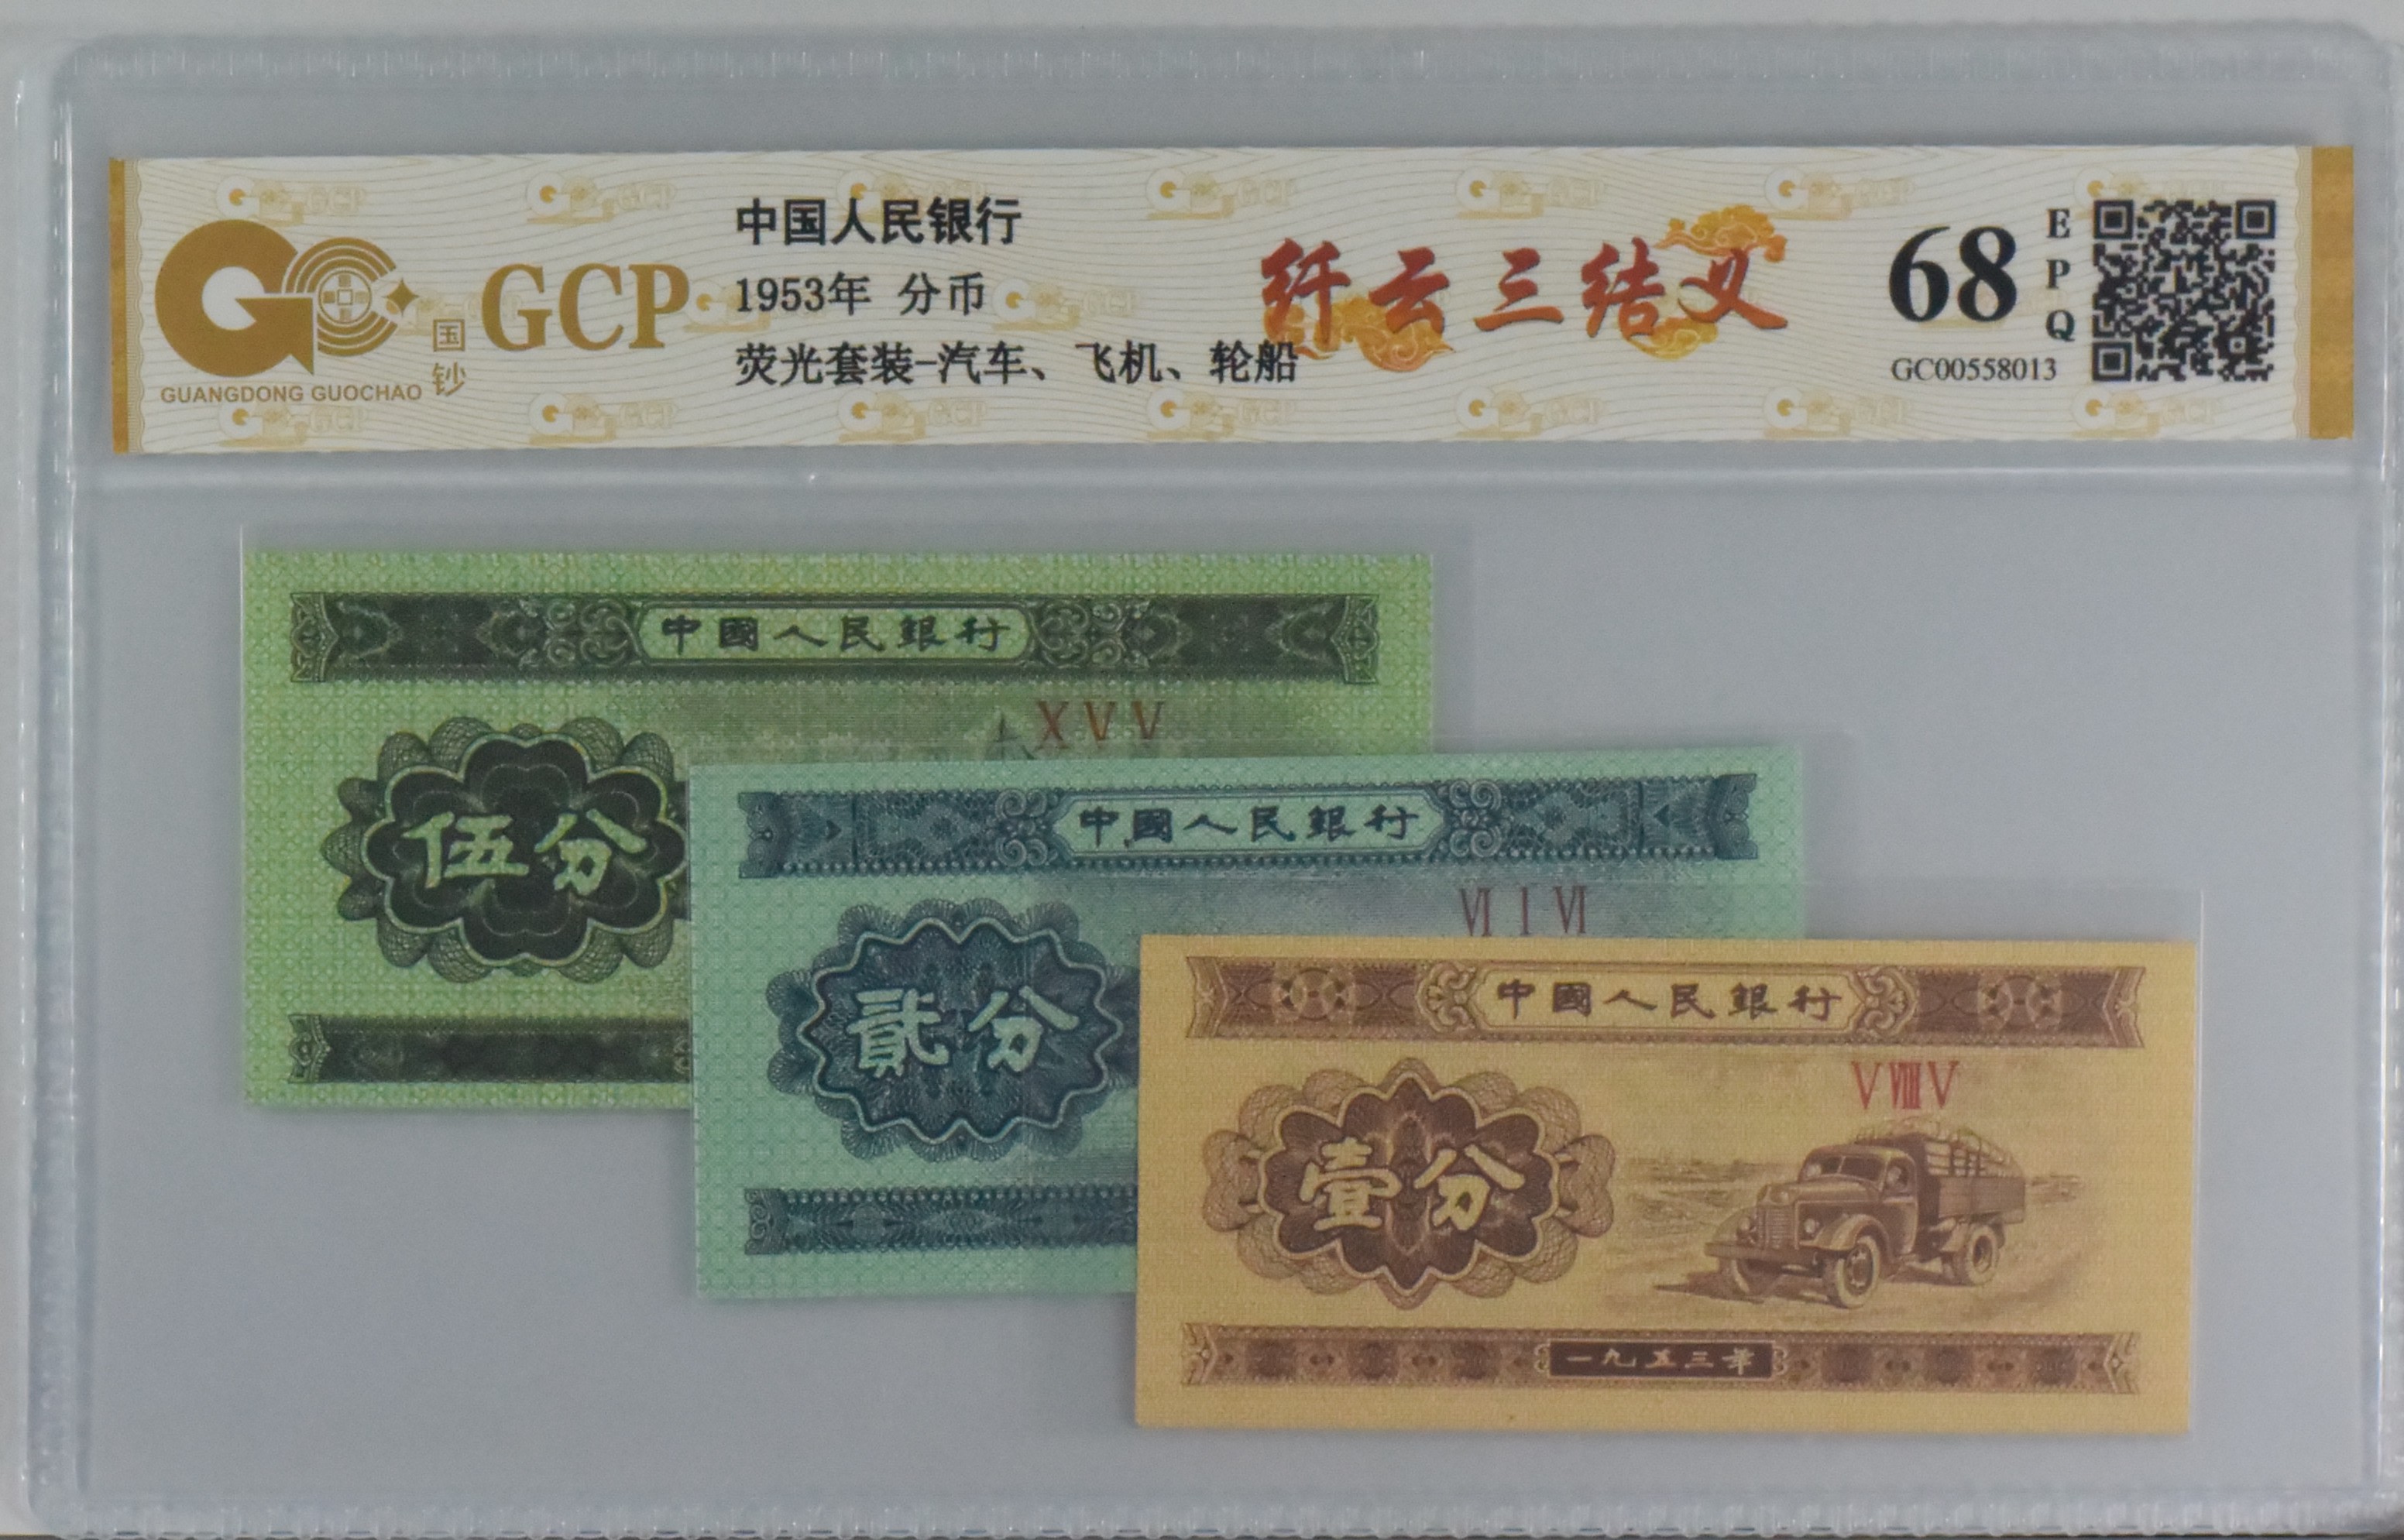 GCP
国钞
GUANGDONG GUOCHAO
中国人民银行
1953年 分币
荧光套装-汽车、飞机、轮船
纤云三结义
68
EPQ
GC00558013
中國人民銀行
X V V
伍分
中國人民銀行
VI I VI
貳分
中國人民銀行
V VIII V
壹分
一九五三年